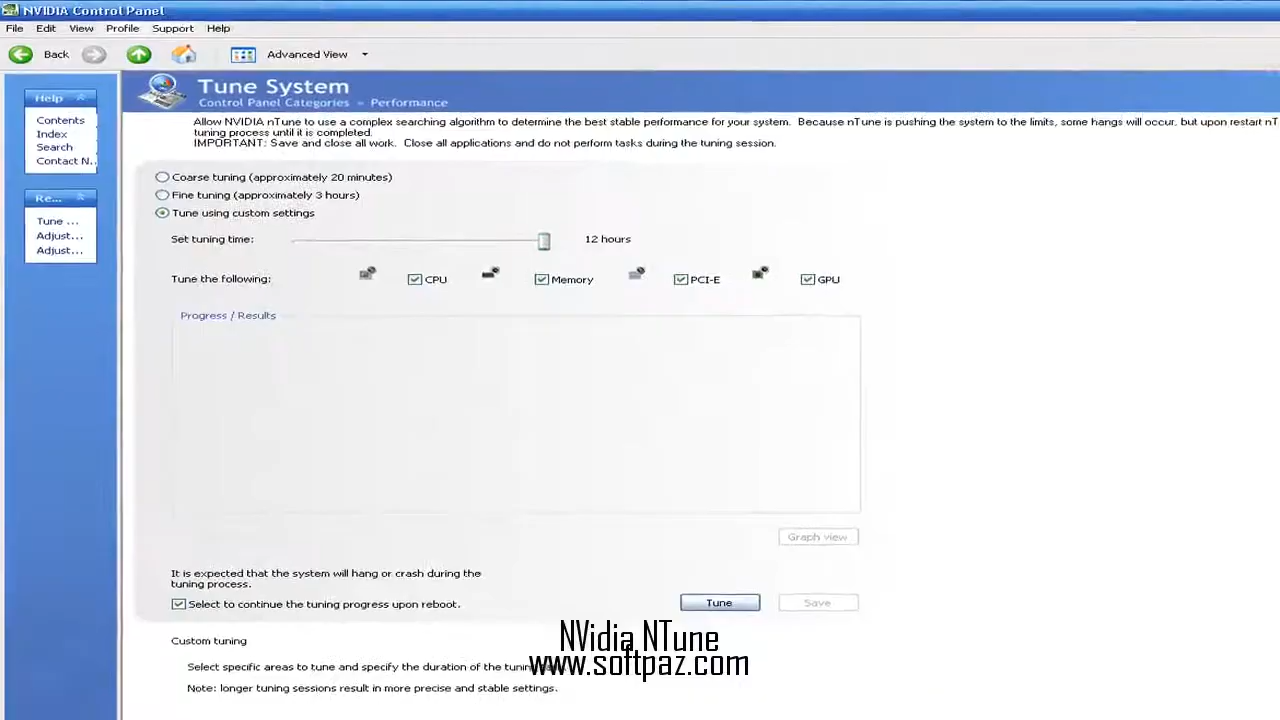 NVIDIA Control Panel
File Edit View Profile Support Help
Back Advanced View
Help
Contents
Index
Search
Contact N..
Re...
Tune ...
Adjust...
Adjust...
Tune System
Control Panel Categories » Performance
Allow NVIDIA nTune to use a complex searching algorithm to determine the best stable performance for your system. Because nTune is pushing the system to the limits, some hangs will occur, but upon restart nT
tuning process until it is completed.
IMPORTANT: Save and close all work. Close all applications and do not perform tasks during the tuning session.
Coarse tuning (approximately 20 minutes)
Fine tuning (approximately 3 hours)
Tune using custom settings
Set tuning time: 12 hours
Tune the following: CPU Memory PCI-E GPU
Progress / Results
Graph view
It is expected that the system will hang or crash during the
tuning process.
Select to continue the tuning progress upon reboot.
Tune Save
Custom tuning
Select specific areas to tune and specify the duration of the tuning
Note: longer tuning sessions result in more precise and stable settings.
NVidia NTune
www.softpaz.com